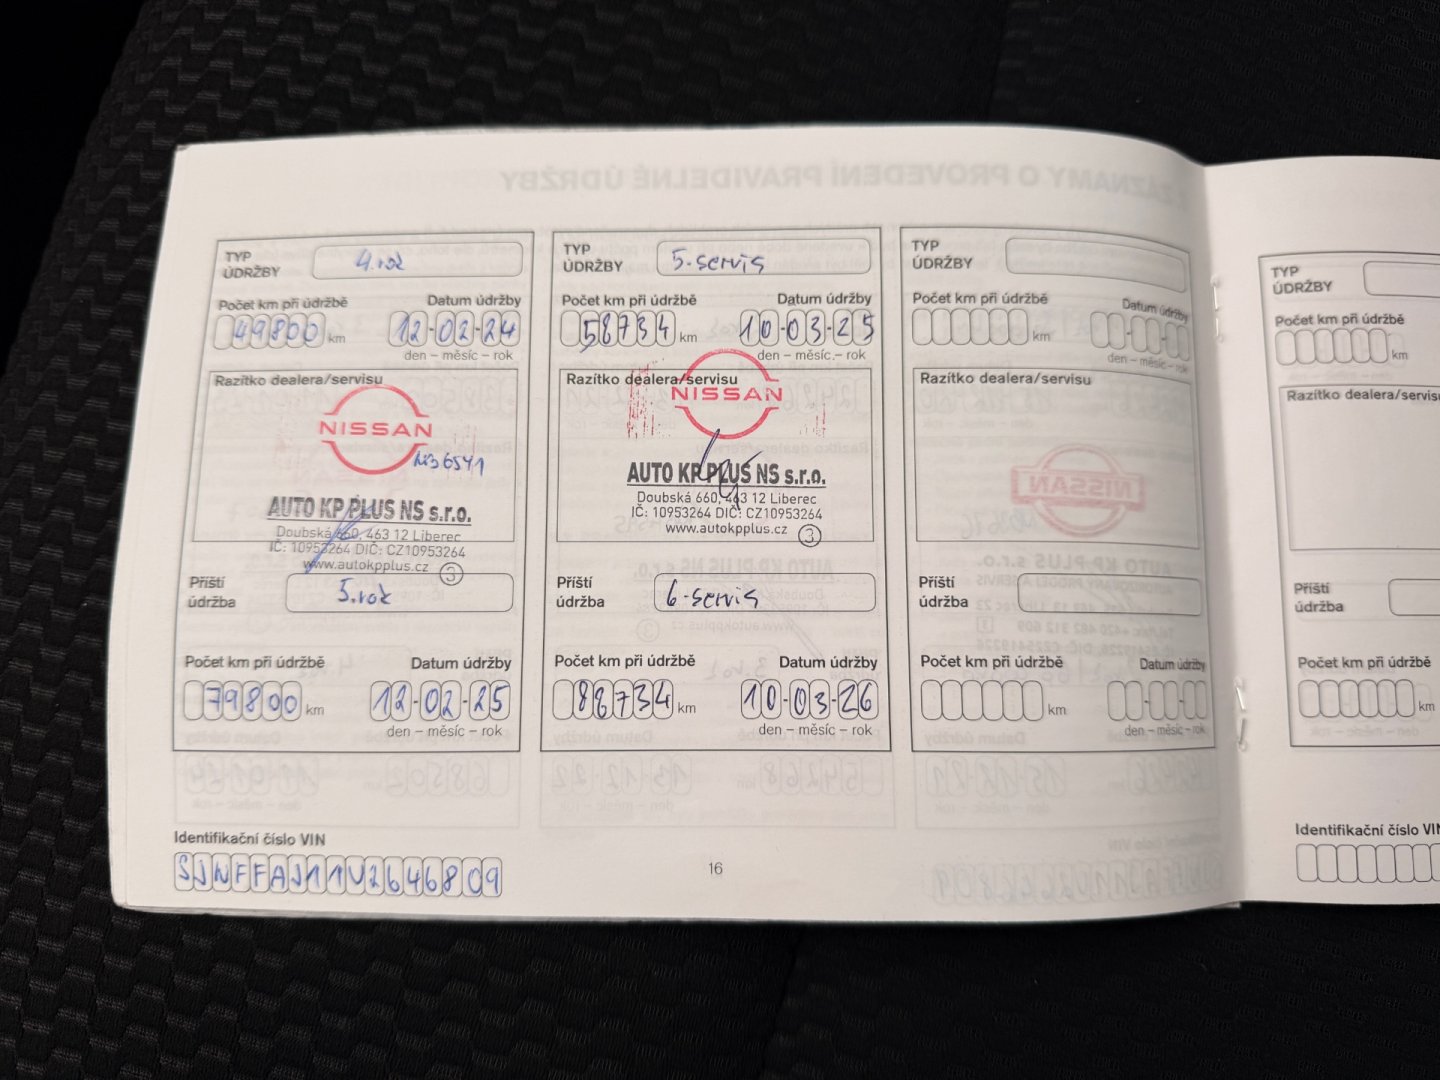 TYP
ÚDRŽBY
4.rok
Počet km při údržbě
Datum údržby
49800 km
12-02-24
den – měsíc – rok
Razítko dealera/servisu
NISSAN
AUTO KP PLUS NS s.r.o.
Doubská 660, 463 12 Liberec
IČ: 10953264 DIČ: CZ10953264
www.autokpplus.cz
3
Příští
údržba
5.rok
Počet km při údržbě
Datum údržby
79800 km
12-02-25
den – měsíc – rok
TYP
ÚDRŽBY
5.servis
Počet km při údržbě
Datum údržby
58734 km
10-03-25
den – měsíc – rok
Razítko dealera/servisu
NISSAN
AUTO KP PLUS NS s.r.o.
Doubská 660, 463 12 Liberec
IČ: 10953264 DIČ: CZ10953264
www.autokpplus.cz
3
Příští
údržba
6.servis
Počet km při údržbě
Datum údržby
88734 km
10-03-26
den – měsíc – rok
TYP
ÚDRŽBY
Počet km při údržbě
Datum údržby
km
den – měsíc – rok
Razítko dealera/servisu
Příští
údržba
Počet km při údržbě
Datum údržby
km
den – měsíc – rok
Identifikační číslo VIN
SJNFFAJ11U2646809
16
TYP
ÚDRŽBY
Počet km při údržbě
km
Razítko dealera/servisu
Příští
údržba
Počet km při údržbě
km
Identifikační číslo VIN